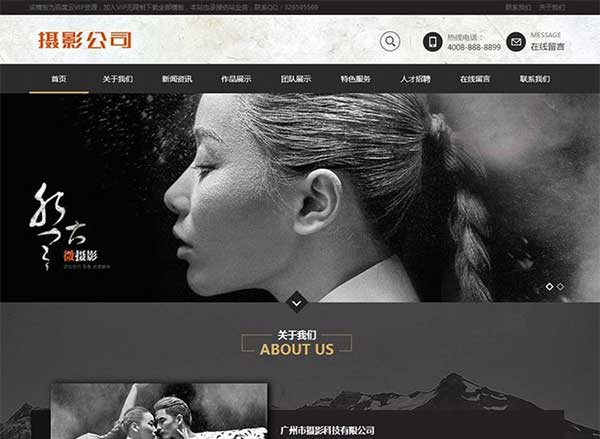 联系我们 | 关于我们
摄影公司
热线电话：
4008-888-8899
MESSAGE
在线留言
首页 关于我们 新闻资讯 作品展示 团队展示 特色服务 人才招聘 在线留言 联系我们
微摄影
关于我们
ABOUT US
广州市摄影科技有限公司